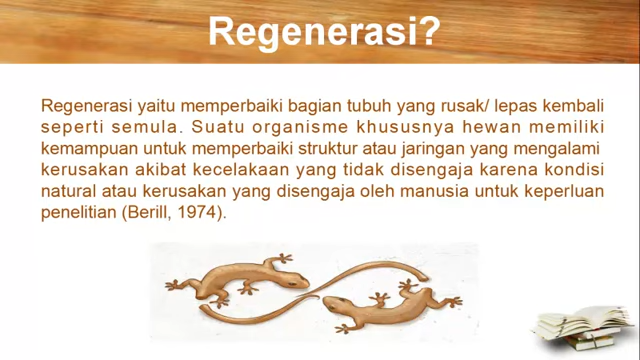 Regenerasi?
Regenerasi yaitu memperbaiki bagian tubuh yang rusak/ lepas kembali
seperti semula. Suatu organisme khususnya hewan memiliki
kemampuan untuk memperbaiki struktur atau jaringan yang mengalami
kerusakan akibat kecelakaan yang tidak disengaja karena kondisi
natural atau kerusakan yang disengaja oleh manusia untuk keperluan
penelitian (Berill, 1974).